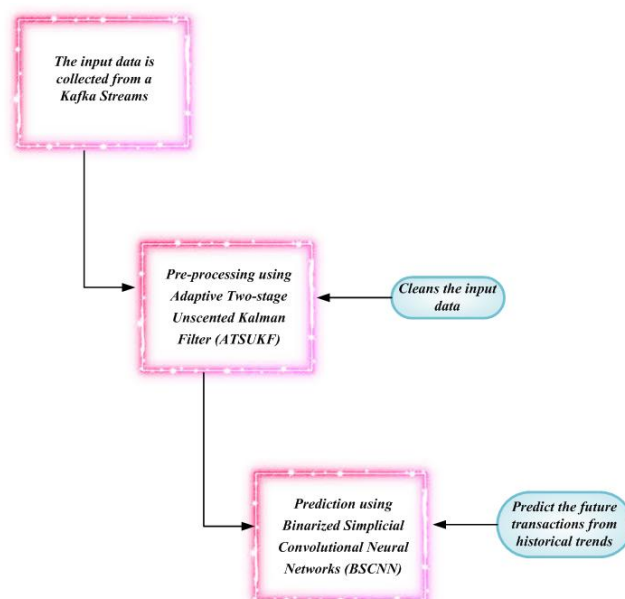 The input data is
collected from a
Kafka Streams
Pre-processing using
Adaptive Two-stage
Unscented Kalman
Filter (ATSUKF)
Cleans the input
data
Prediction using
Binarized Simplicial
Convolutional Neural
Networks (BSCNN)
Predict the future
transactions from
historical trends